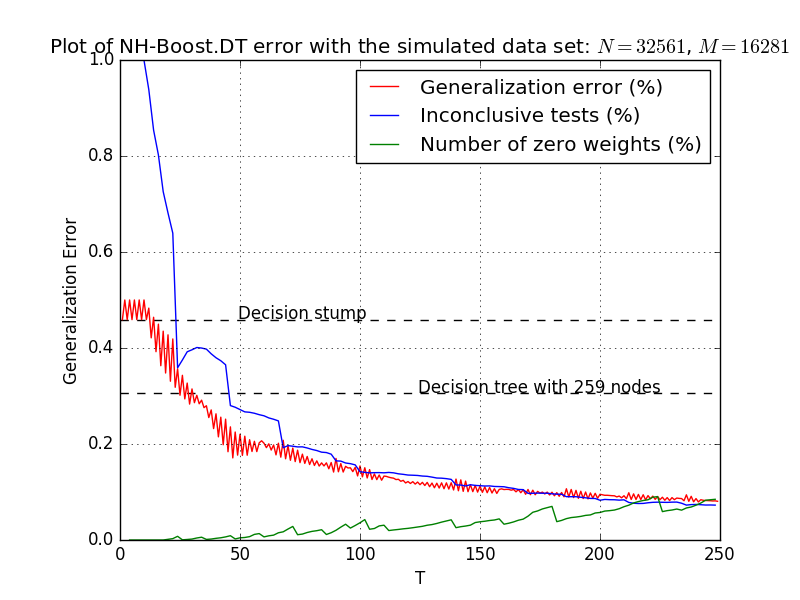 Plot of NH-Boost.DT error with the simulated data set: N = 32561, M = 16281
1.0
0.8
0.6
0.4
0.2
0.0
Generalization Error
Generalization error (%)
Inconclusive tests (%)
Number of zero weights (%)
Decision stump
Decision tree with 259 nodes
0 50 100 150 200 250
T